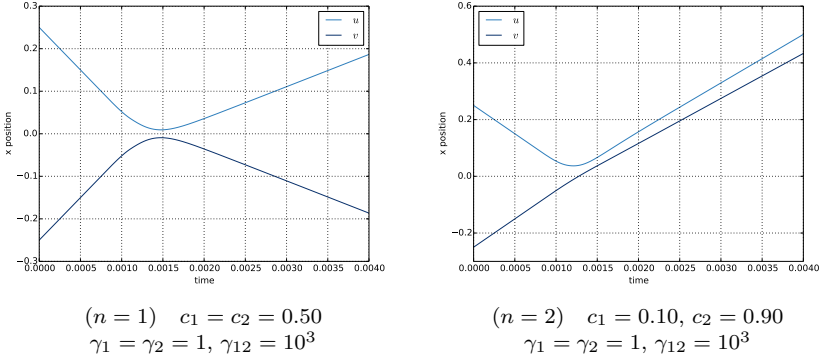 0.3
0.2
0.1
0.0
−0.1
−0.2
−0.3
0.0000 0.0005 0.0010 0.0015 0.0020 0.0025 0.0030 0.0035 0.0040
time
x position
u
v
(n = 1) c₁ = c₂ = 0.50
γ₁ = γ₂ = 1, γ₁₂ = 10³
0.6
0.4
0.2
0.0
−0.2
0.0000 0.0005 0.0010 0.0015 0.0020 0.0025 0.0030 0.0035 0.0040
time
x position
u
v
(n = 2) c₁ = 0.10, c₂ = 0.90
γ₁ = γ₂ = 1, γ₁₂ = 10³